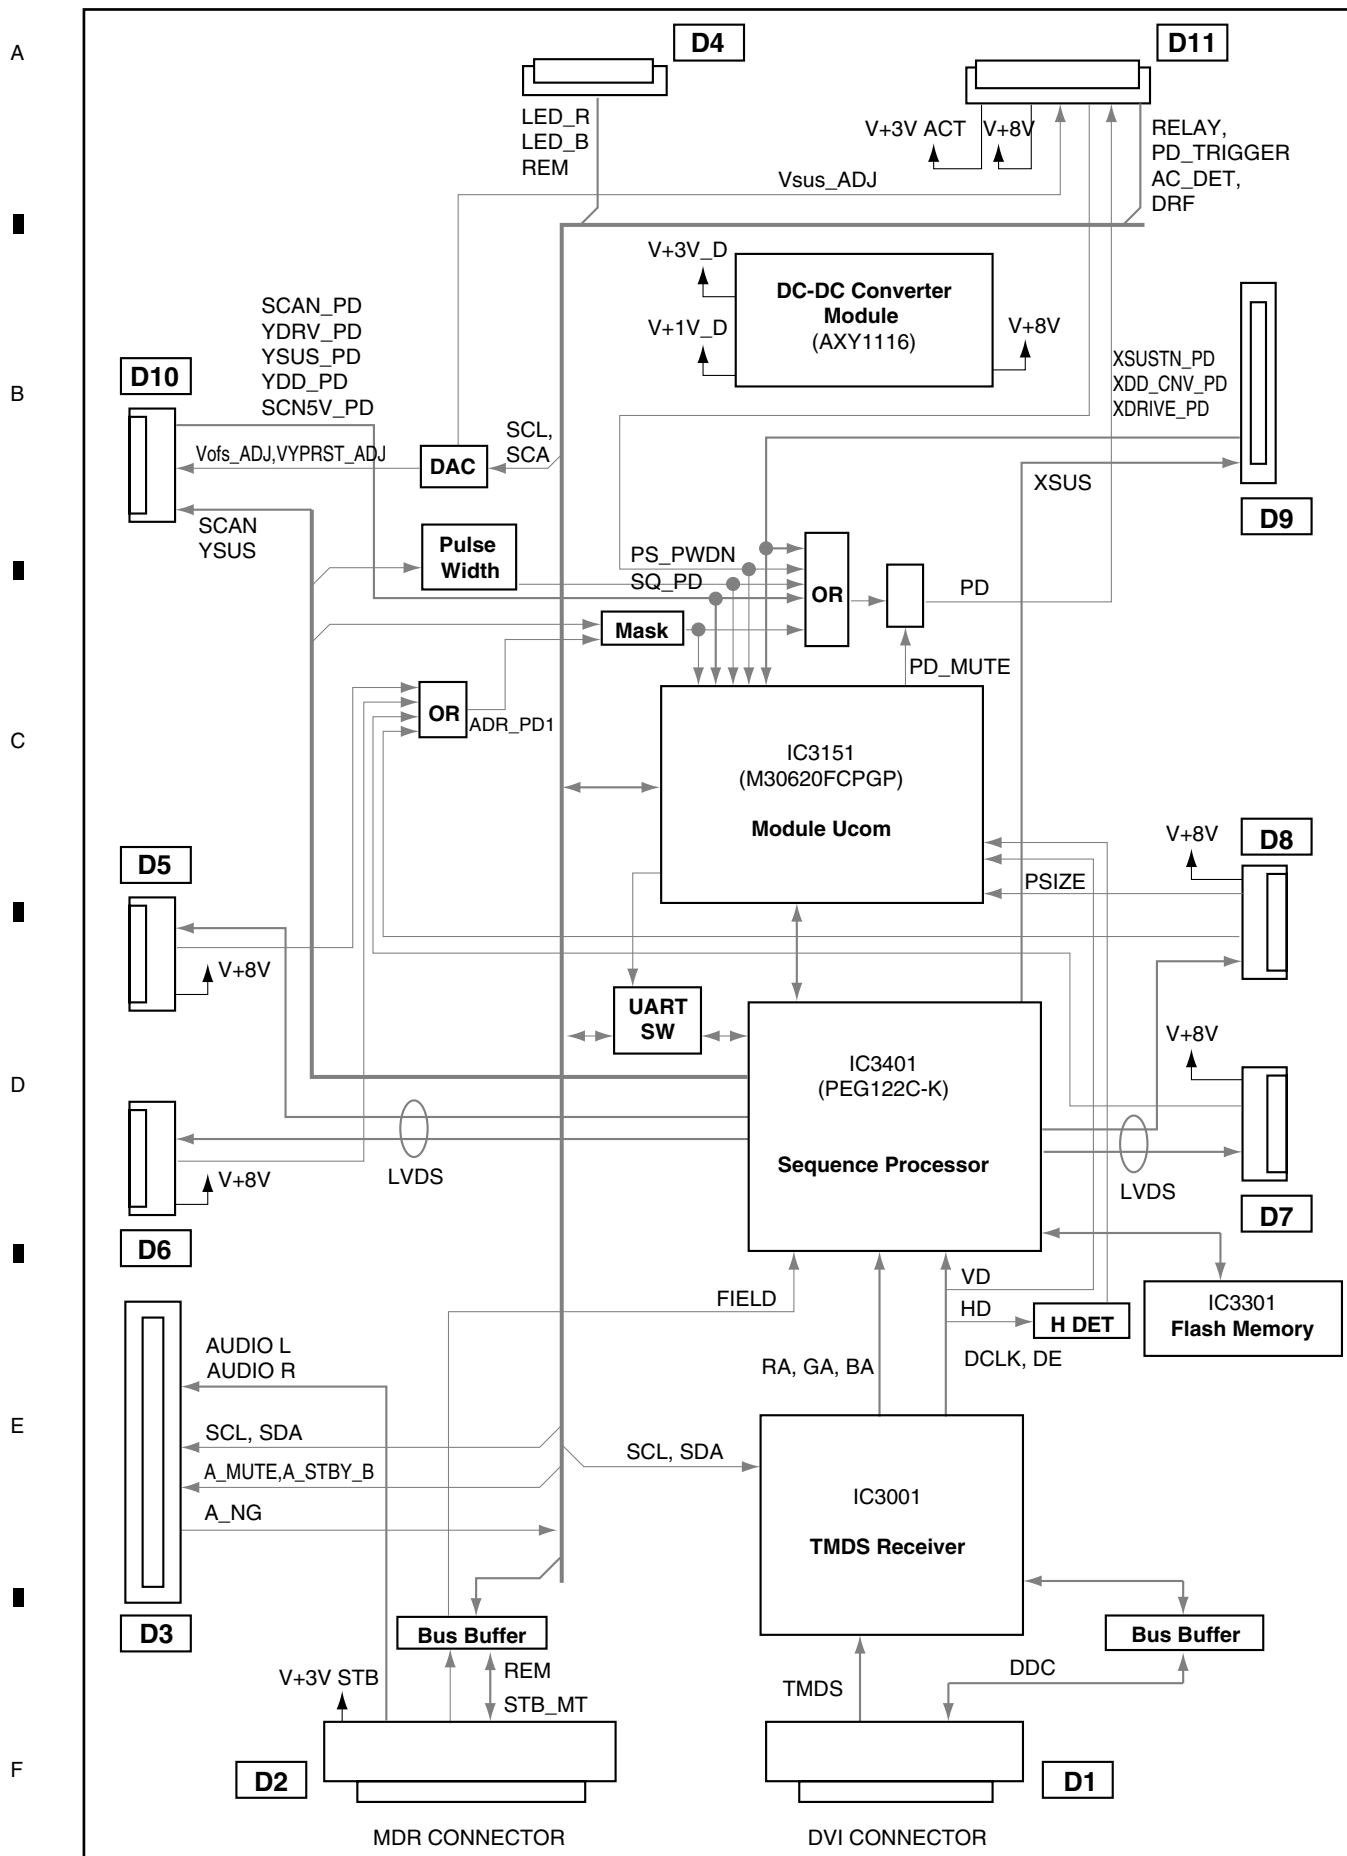 A
D4
D11
LED_R
LED_B
REM
V+3V ACT
V+8V
RELAY,
PD_TRIGGER
AC_DET,
DRF
Vsus_ADJ
V+3V_D
DC-DC Converter
Module
(AXY1116)
V+1V_D
V+8V
B
SCAN_PD
YDRV_PD
YSUS_PD
YDD_PD
SCN5V_PD
D10
XSUSTN_PD
XDD_CNV_PD
XDRIVE_PD
Vofs_ADJ,VYPRST_ADJ
DAC
SCL,
SCA
XSUS
D9
SCAN
YSUS
Pulse
Width
PS_PWDN
SQ_PD
OR
PD
Mask
PD_MUTE
C
OR
ADR_PD1
IC3151
(M30620FCPGP)
Module Ucom
D5
V+8V
D8
PSIZE
V+8V
UART
SW
V+8V
D
IC3401
(PEG122C-K)
Sequence Processor
LVDS
V+8V
LVDS
D7
D6
FIELD
VD
HD
H DET
IC3301
Flash Memory
AUDIO L
AUDIO R
RA, GA, BA
DCLK, DE
E
SCL, SDA
SCL, SDA
A_MUTE,A_STBY_B
A_NG
IC3001
TMDS Receiver
D3
Bus Buffer
Bus Buffer
V+3V STB
REM
STB_MT
TMDS
DDC
F
D2
D1
MDR CONNECTOR
DVI CONNECTOR